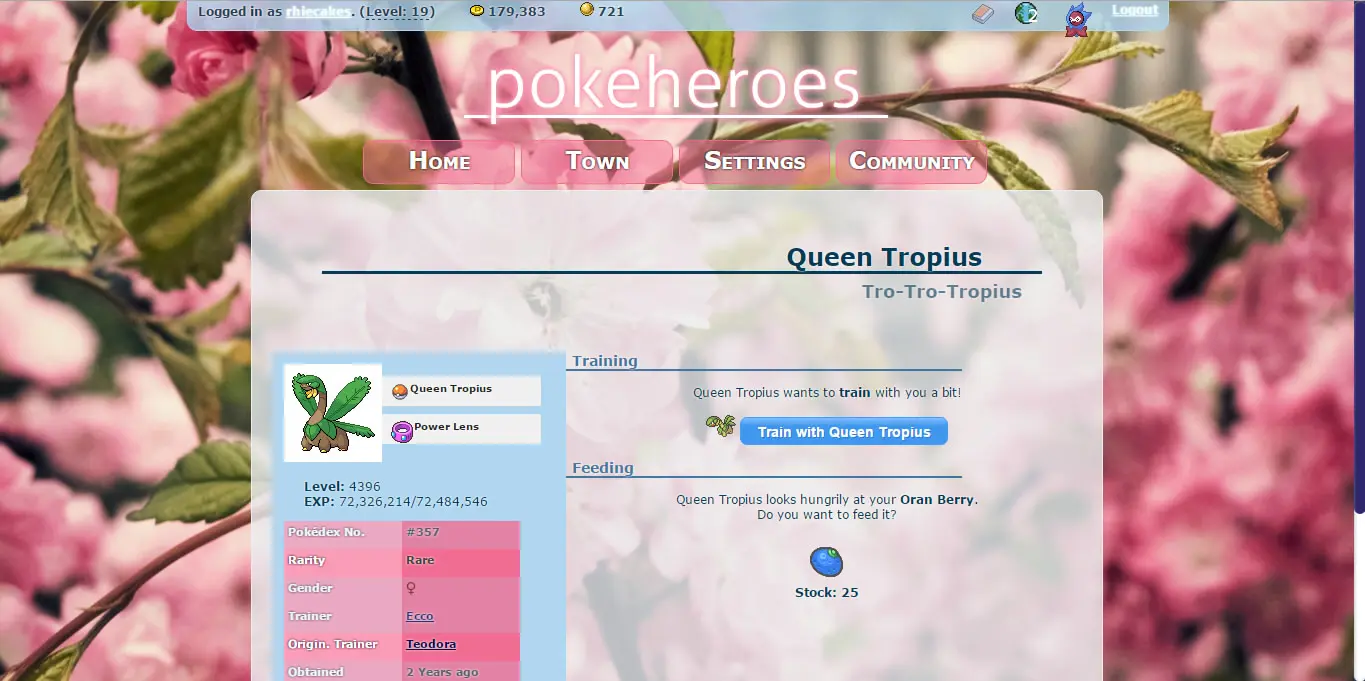 Logged in as rhiecakes. (Level: 19) 179,383 721 2 Logout
pokeheroes
Home Town Settings Community
Queen Tropius
Tro-Tro-Tropius
Queen Tropius
Power Lens
Level: 4396
EXP: 72,326,214/72,484,546
Pokédex No. #357
Rarity Rare
Gender ♀
Trainer Ecco
Origin. Trainer Teodora
Obtained 2 Years ago
Training
Queen Tropius wants to train with you a bit!
Train with Queen Tropius
Feeding
Queen Tropius looks hungrily at your Oran Berry.
Do you want to feed it?
Stock: 25